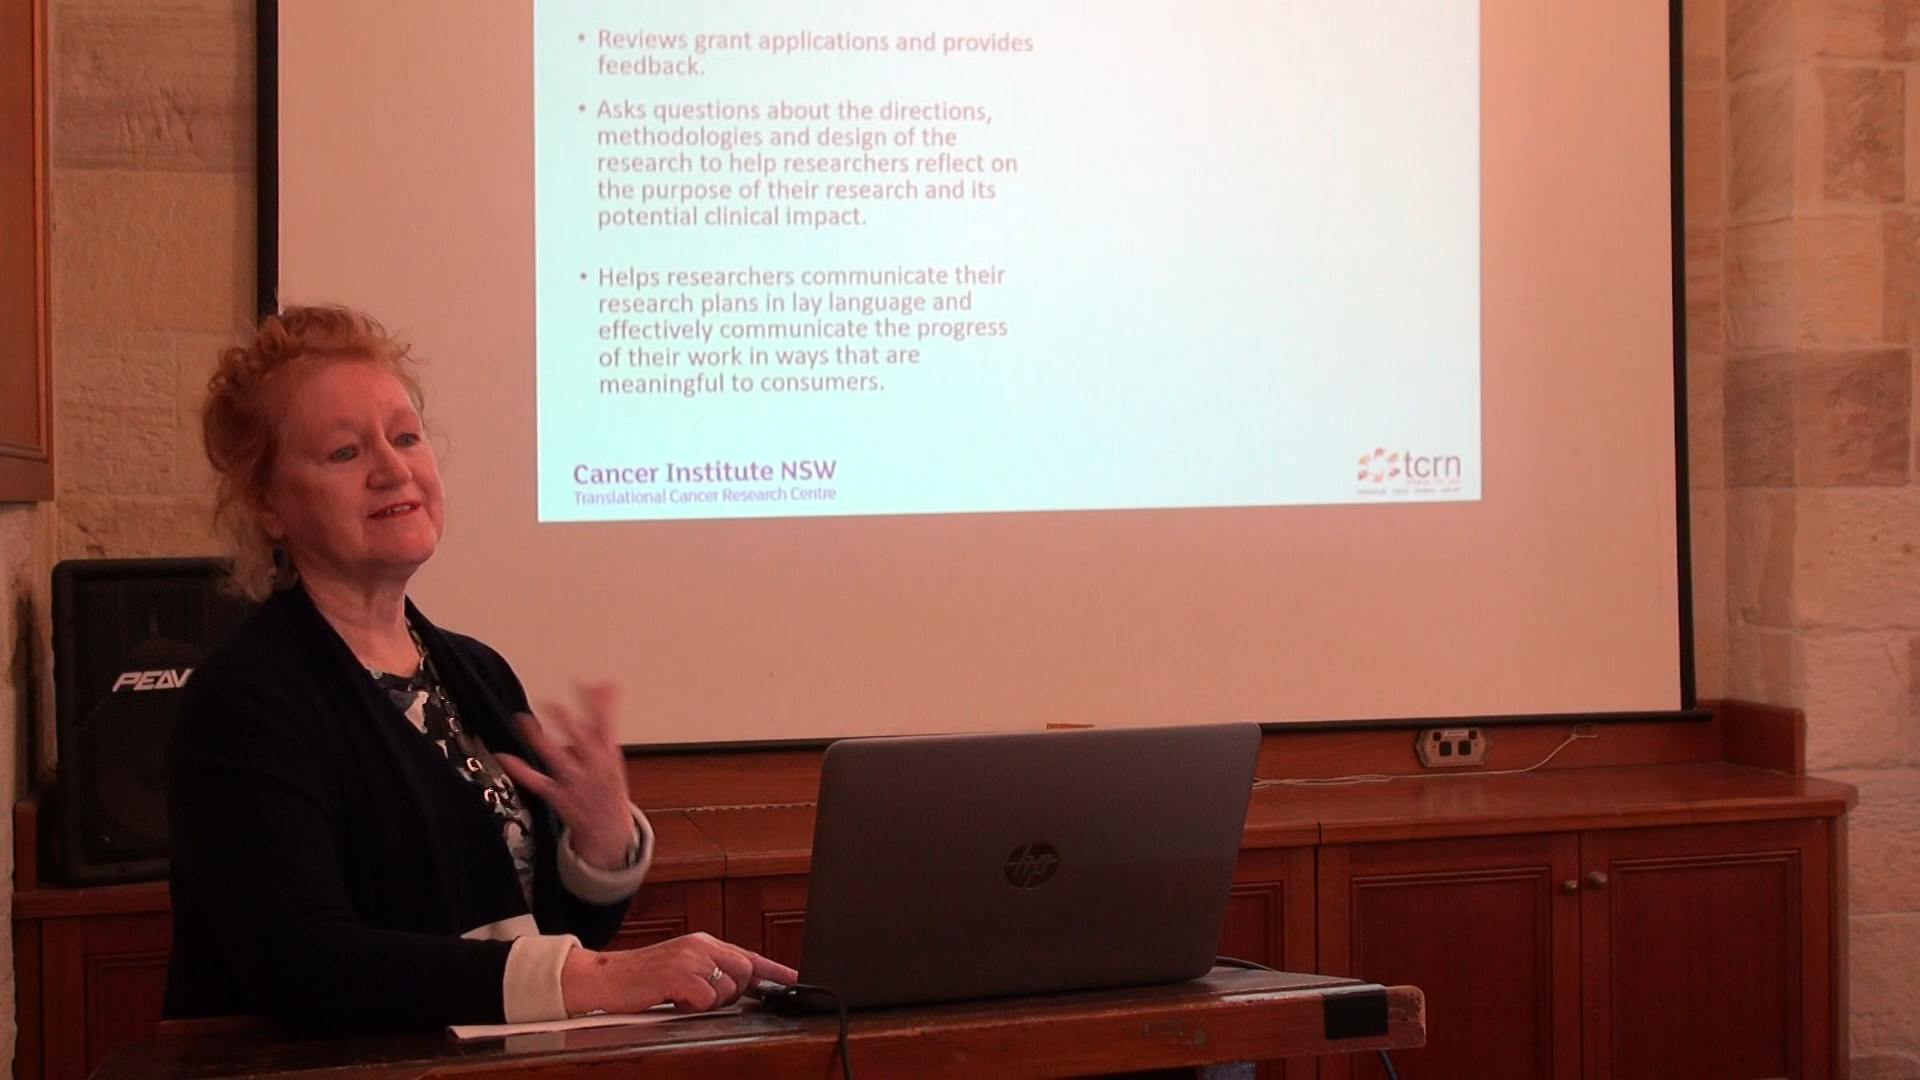 • Reviews grant applications and provides
feedback.
• Asks questions about the directions,
methodologies and design of the
research to help researchers reflect on
the purpose of their research and its
potential clinical impact.
• Helps researchers communicate their
research plans in lay language and
effectively communicate the progress
of their work in ways that are
meaningful to consumers.
Cancer Institute NSW
Translational Cancer Research Centre
tcrn
PEAV
hp